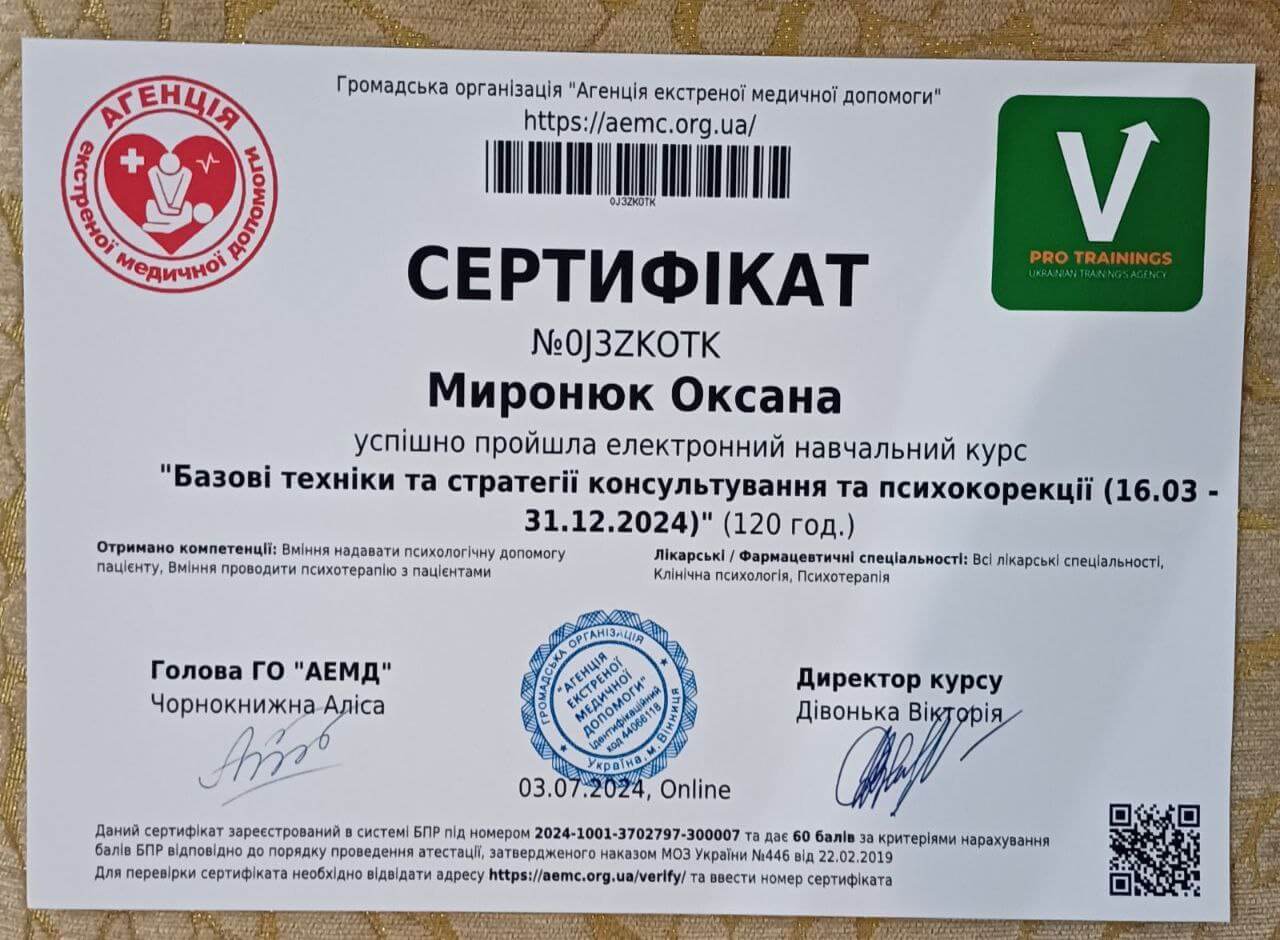 Громадська організація "Агенція екстреної медичної допомоги"
https://aemc.org.ua/
0J3ZKOTK
АГЕНЦІЯ
екстреної медичної допомоги
V
PRO TRAININGS
UKRAINIAN TRAINING'S AGENCY
СЕРТИФІКАТ
№0J3ZKOTK
Миронюк Оксана
успішно пройшла електронний навчальний курс
"Базові техніки та стратегії консультування та психокорекції (16.03 -
31.12.2024)" (120 год.)
Отримано компетенції: Вміння надавати психологічну допомогу
пацієнту, Вміння проводити психотерапію з пацієнтами
Лікарські / Фармацевтичні спеціальності: Всі лікарські спеціальності,
Клінічна психологія, Психотерапія
Голова ГО "АЕМД"
Чорнокнижна Аліса
ГРОМАДСЬКА ОРГАНІЗАЦІЯ
"АГЕНЦІЯ
ЕКСТРЕНОЇ
МЕДИЧНОЇ
ДОПОМОГИ"
Ідентифікаційний
код 44066118
Україна, м. Вінниця
Директор курсу
Дівонька Вікторія
03.07.2024, Online
Даний сертифікат зареєстрований в системі БПР під номером 2024-1001-3702797-300007 та дає 60 балів за критеріями нарахування
балів БПР відповідно до порядку проведення атестації, затвердженого наказом МОЗ України №446 від 22.02.2019
Для перевірки сертифіката необхідно відвідати адресу https://aemc.org.ua/verify/ та ввести номер сертифіката